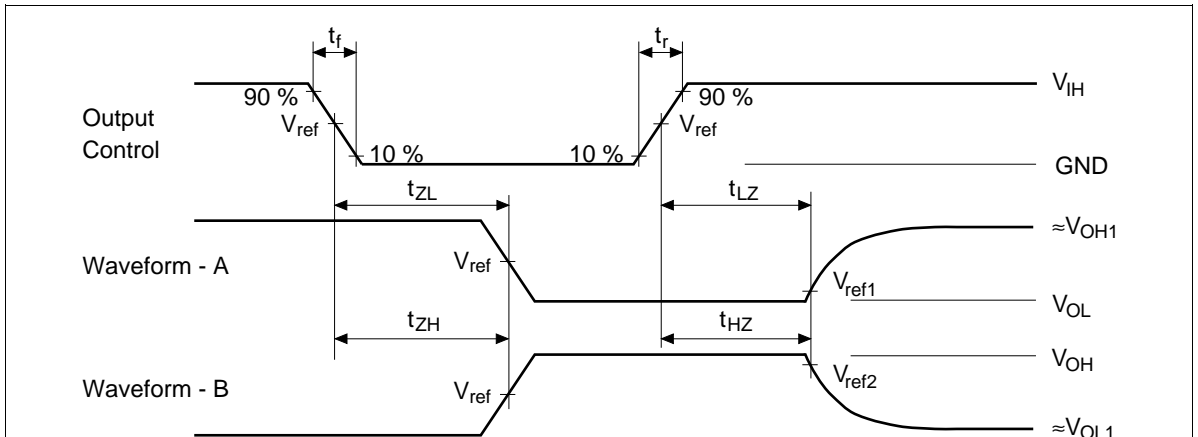 tf
tr
90 %
90 %
VIH
Output
Control
Vref
Vref
10 %
10 %
GND
tZL
tLZ
≈VOH1
Waveform - A
Vref
Vref1
VOL
tZH
tHZ
VOH
Vref2
Waveform - B
Vref
≈VOL1